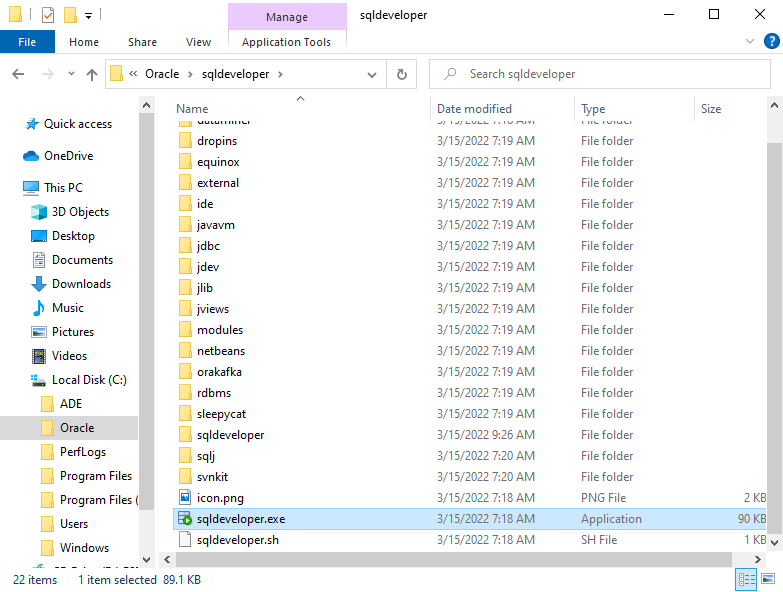 Manage
sqldeveloper
File
Home
Share
View
Application Tools
« Oracle > sqldeveloper >
Search sqldeveloper
Quick access
OneDrive
This PC
3D Objects
Desktop
Documents
Downloads
Music
Pictures
Videos
Local Disk (C:)
ADE
Oracle
PerfLogs
Program Files
Program Files (
Users
Windows
Name Date modified Type Size
dropins 3/15/2022 7:19 AM File folder
equinox 3/15/2022 7:19 AM File folder
external 3/15/2022 7:19 AM File folder
ide 3/15/2022 7:19 AM File folder
javavm 3/15/2022 7:19 AM File folder
jdbc 3/15/2022 7:19 AM File folder
jdev 3/15/2022 7:19 AM File folder
jlib 3/15/2022 7:19 AM File folder
jviews 3/15/2022 7:19 AM File folder
modules 3/15/2022 7:19 AM File folder
netbeans 3/15/2022 7:19 AM File folder
orakafka 3/15/2022 7:19 AM File folder
rdbms 3/15/2022 7:19 AM File folder
sleepycat 3/15/2022 7:19 AM File folder
sqldeveloper 3/15/2022 9:26 AM File folder
sqlj 3/15/2022 7:20 AM File folder
svnkit 3/15/2022 7:20 AM File folder
icon.png 3/15/2022 7:18 AM PNG File 2 KB
sqldeveloper.exe 3/15/2022 7:18 AM Application 90 KB
sqldeveloper.sh 3/15/2022 7:18 AM SH File 1 KB
22 items 1 item selected 89.1 KB